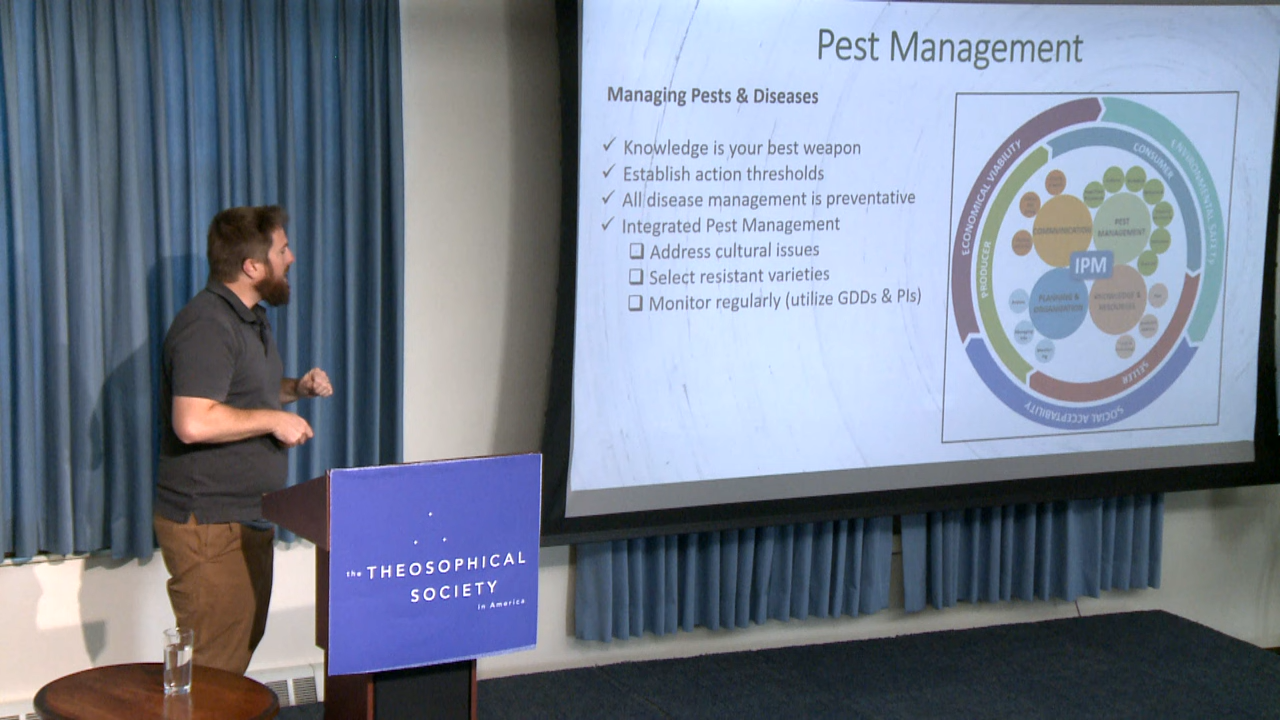 Pest Management
Managing Pests & Diseases
✓ Knowledge is your best weapon
✓ Establish action thresholds
✓ All disease management is preventative
✓ Integrated Pest Management
❑ Address cultural issues
❑ Select resistant varieties
❑ Monitor regularly (utilize GDDs & PIs)
ECONOMICAL VIABILITY
ENVIRONMENTAL SAFETY
SOCIAL ACCEPTABILITY
PRODUCER
CONSUMER
SELLER
COMMUNICATION
PEST
MANAGEMENT
IPM
PLANNING &
ORGANIZATION
KNOWLEDGE &
RESOURCES
the THEOSOPHICAL
SOCIETY
in America